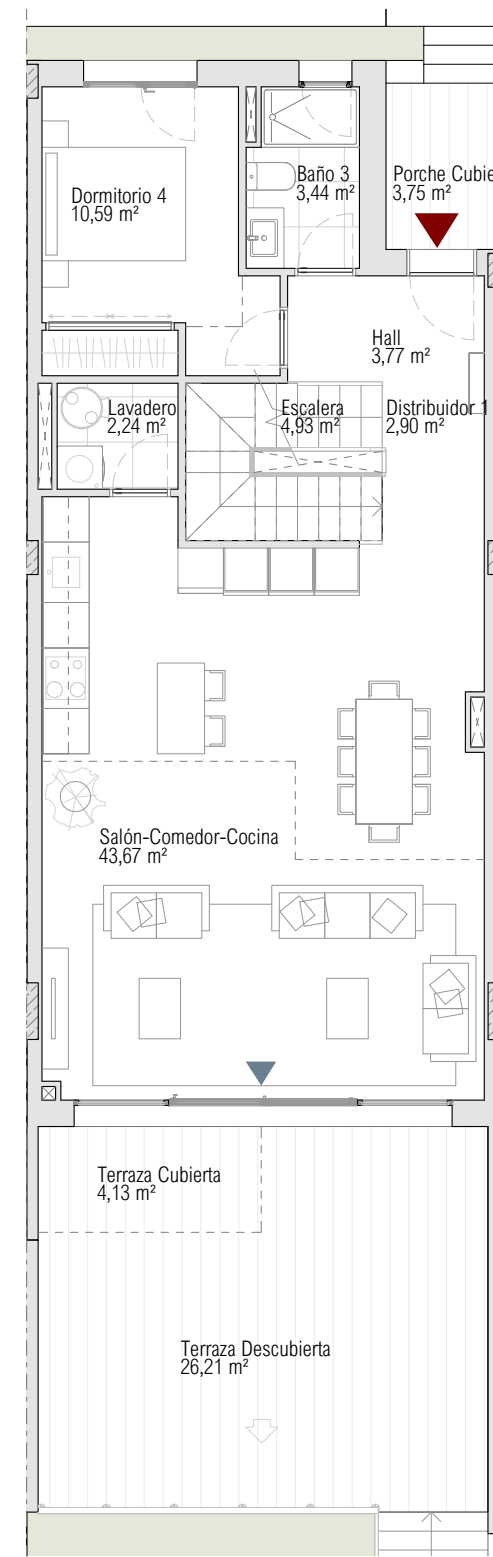 Baño 3
3,44 m²
Porche Cubie
3,75 m²
Dormitorio 4
10,59 m²
Hall
3,77 m²
Lavadero
2,24 m²
Escalera
4,93 m²
Distribuidor 1
2,90 m²
Salón-Comedor-Cocina
43,67 m²
Terraza Cubierta
4,13 m²
Terraza Descubierta
26,21 m²